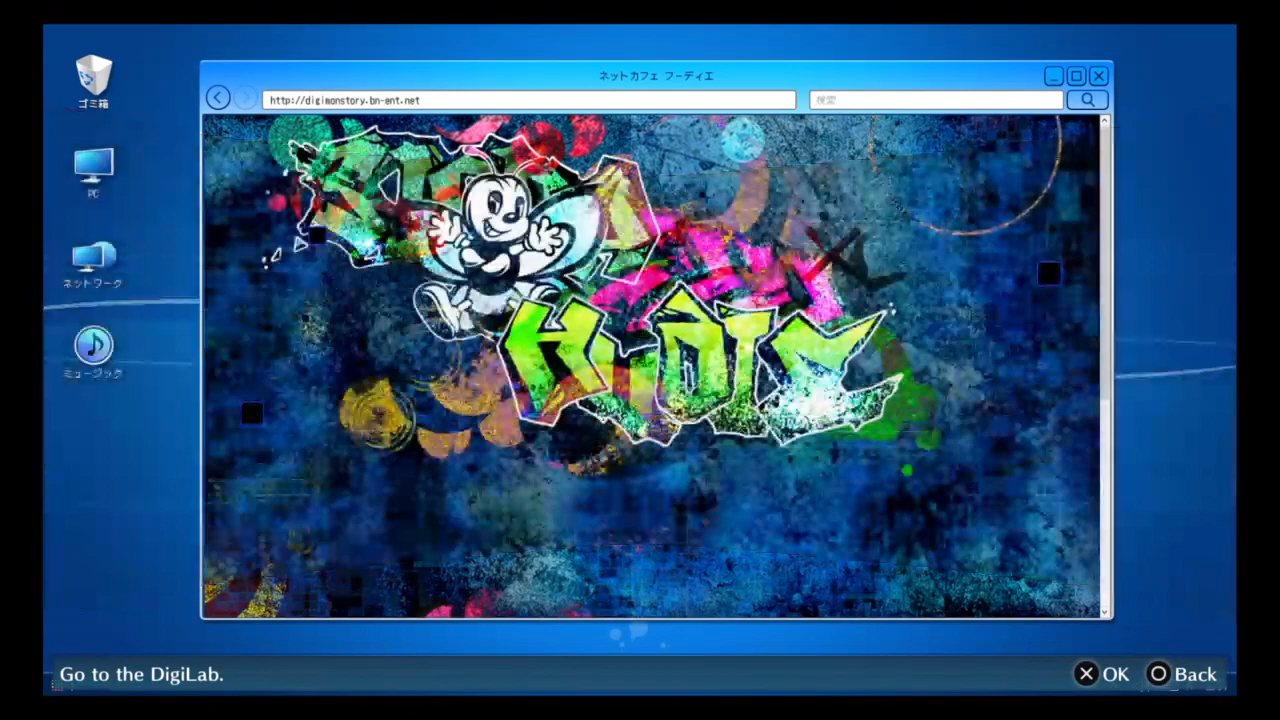 ゴミ箱
PC
ネットワーク
ミュージック
ネットカフェ フーディエ
http://digimonstory.bn-ent.net
検索
Go to the DigiLab.
OK
Back